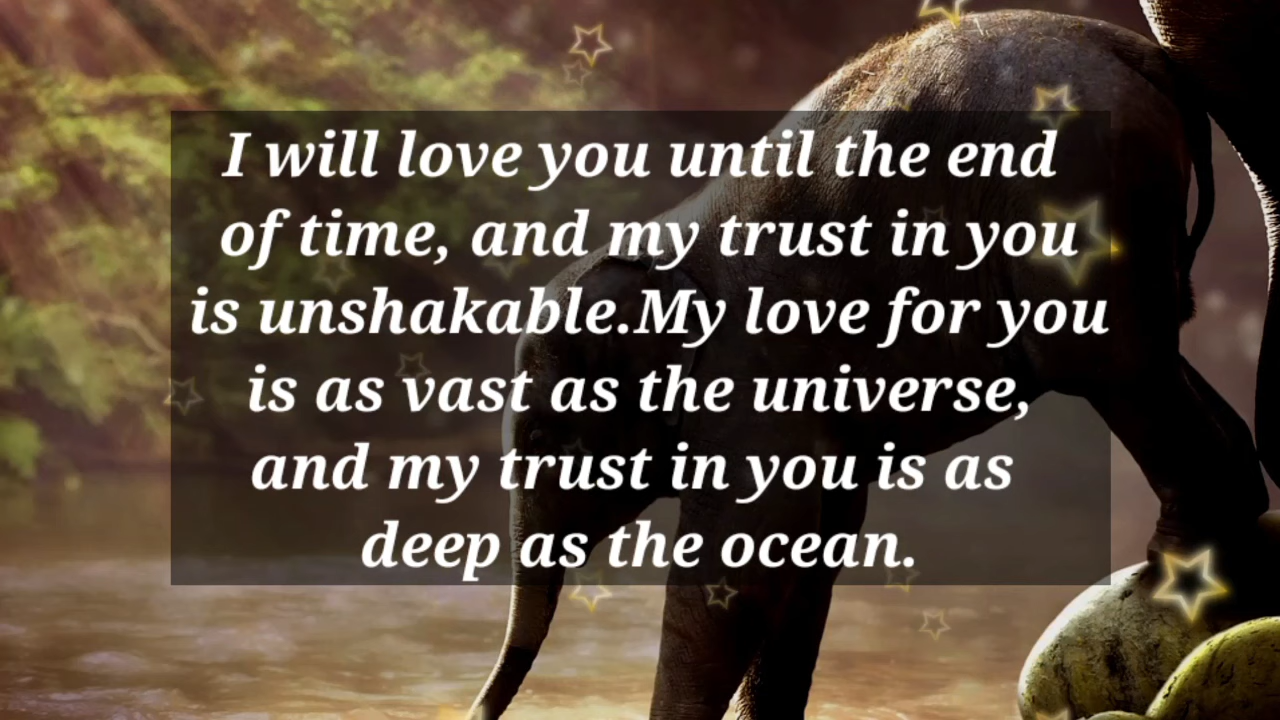 I will love you until the end
of time, and my trust in you
is unshakable.My love for you
is as vast as the universe,
and my trust in you is as
deep as the ocean.